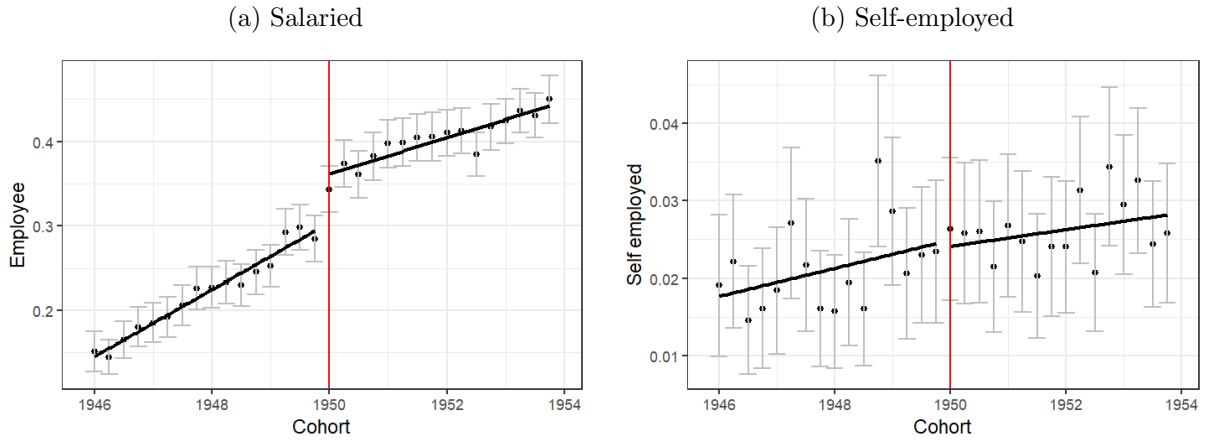 (a) Salaried
Employee
0.4
0.3
0.2
1946 1948 1950 1952 1954
Cohort
(b) Self-employed
Self employed
0.04
0.03
0.02
0.01
1946 1948 1950 1952 1954
Cohort